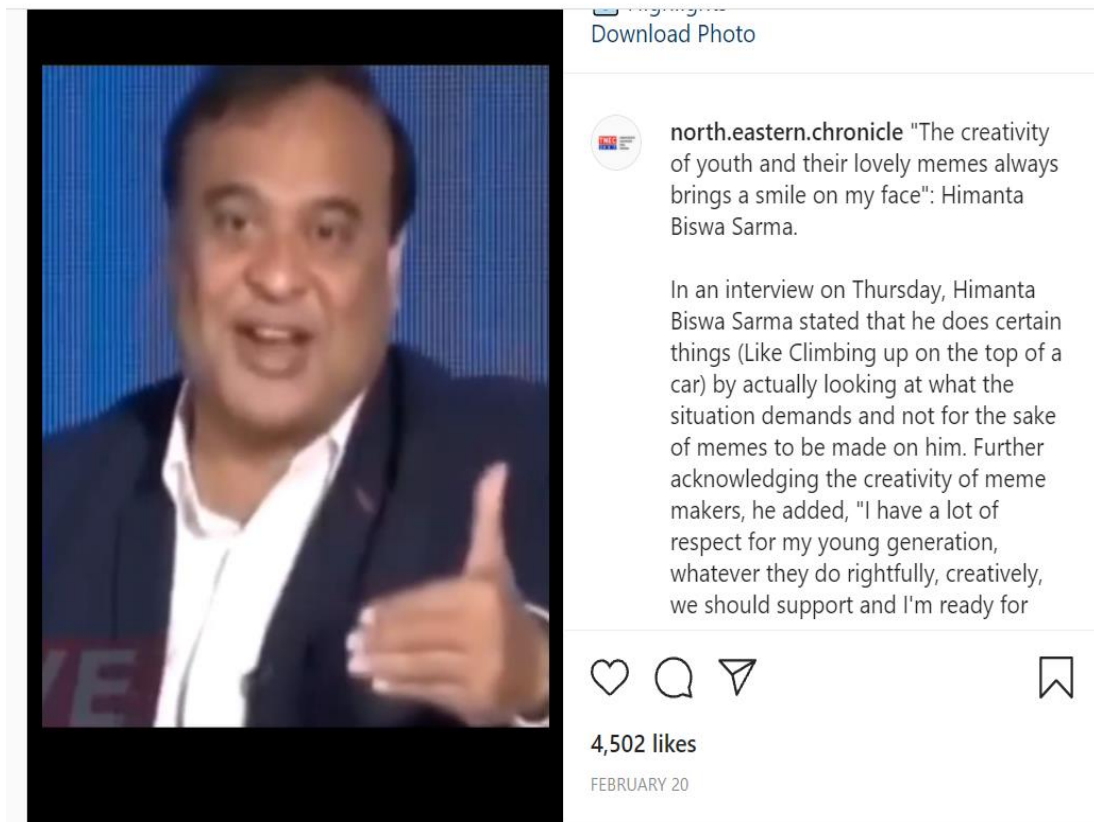 Download Photo
north.eastern.chronicle "The creativity
of youth and their lovely memes always
brings a smile on my face": Himanta
Biswa Sarma.
In an interview on Thursday, Himanta
Biswa Sarma stated that he does certain
things (Like Climbing up on the top of a
car) by actually looking at what the
situation demands and not for the sake
of memes to be made on him. Further
acknowledging the creativity of meme
makers, he added, "I have a lot of
respect for my young generation,
whatever they do rightfully, creatively,
we should support and I'm ready for
VE
4,502 likes
FEBRUARY 20